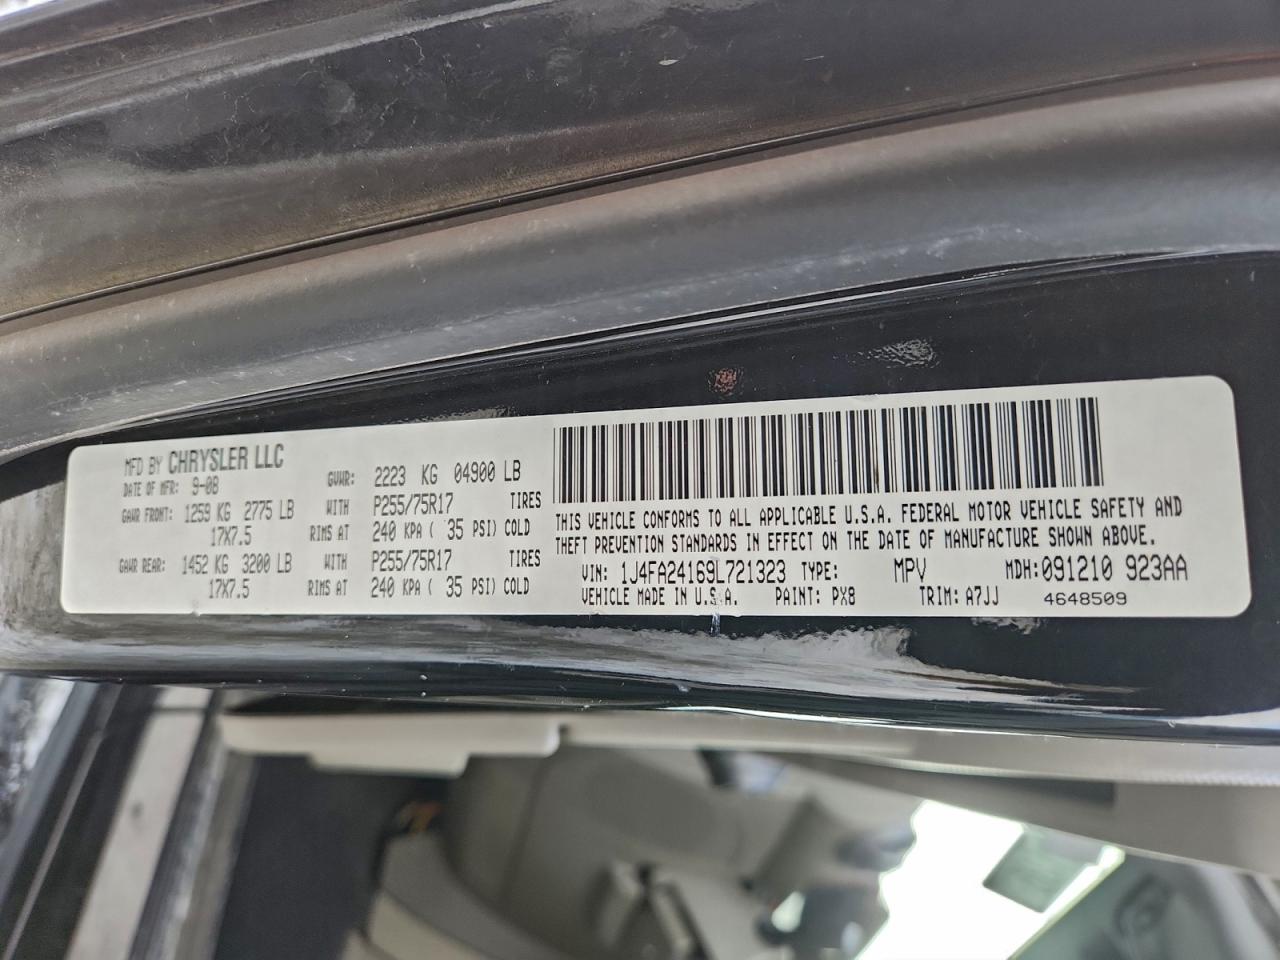 MFD BY CHRYSLER LLC
DATE OF MFR: 9-08 GVWR: 2223 KG 04900 LB
GAWR FRONT: 1259 KG 2775 LB WITH P255/75R17 TIRES
17X7.5 RIMS AT 240 KPA ( 35 PSI) COLD
GAWR REAR: 1452 KG 3200 LB WITH P255/75R17 TIRES
17X7.5 RIMS AT 240 KPA ( 35 PSI) COLD
THIS VEHICLE CONFORMS TO ALL APPLICABLE U.S.A. FEDERAL MOTOR VEHICLE SAFETY AND
THEFT PREVENTION STANDARDS IN EFFECT ON THE DATE OF MANUFACTURE SHOWN ABOVE.
VIN: 1J4FA24169L721323 TYPE: MPV MDH:091210 923AA
VEHICLE MADE IN U.S.A. PAINT: PX8 TRIM: A7JJ 4648509